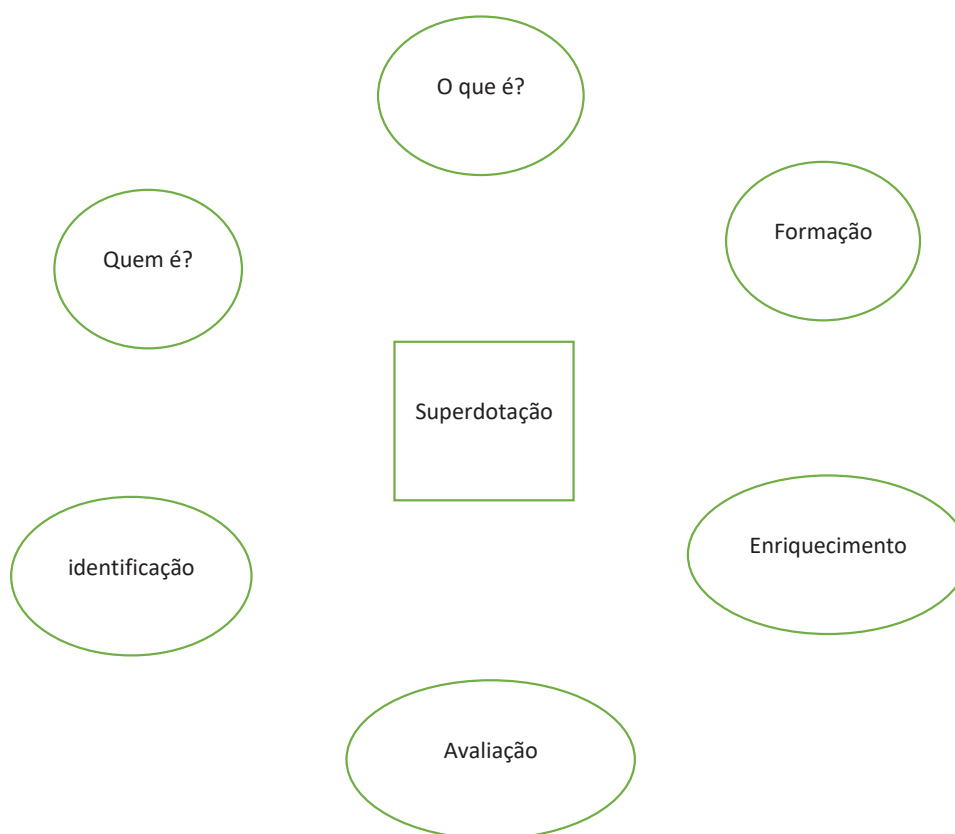 O que é?
Formação
Quem é?
Superdotação
Enriquecimento
identificação
Avaliação